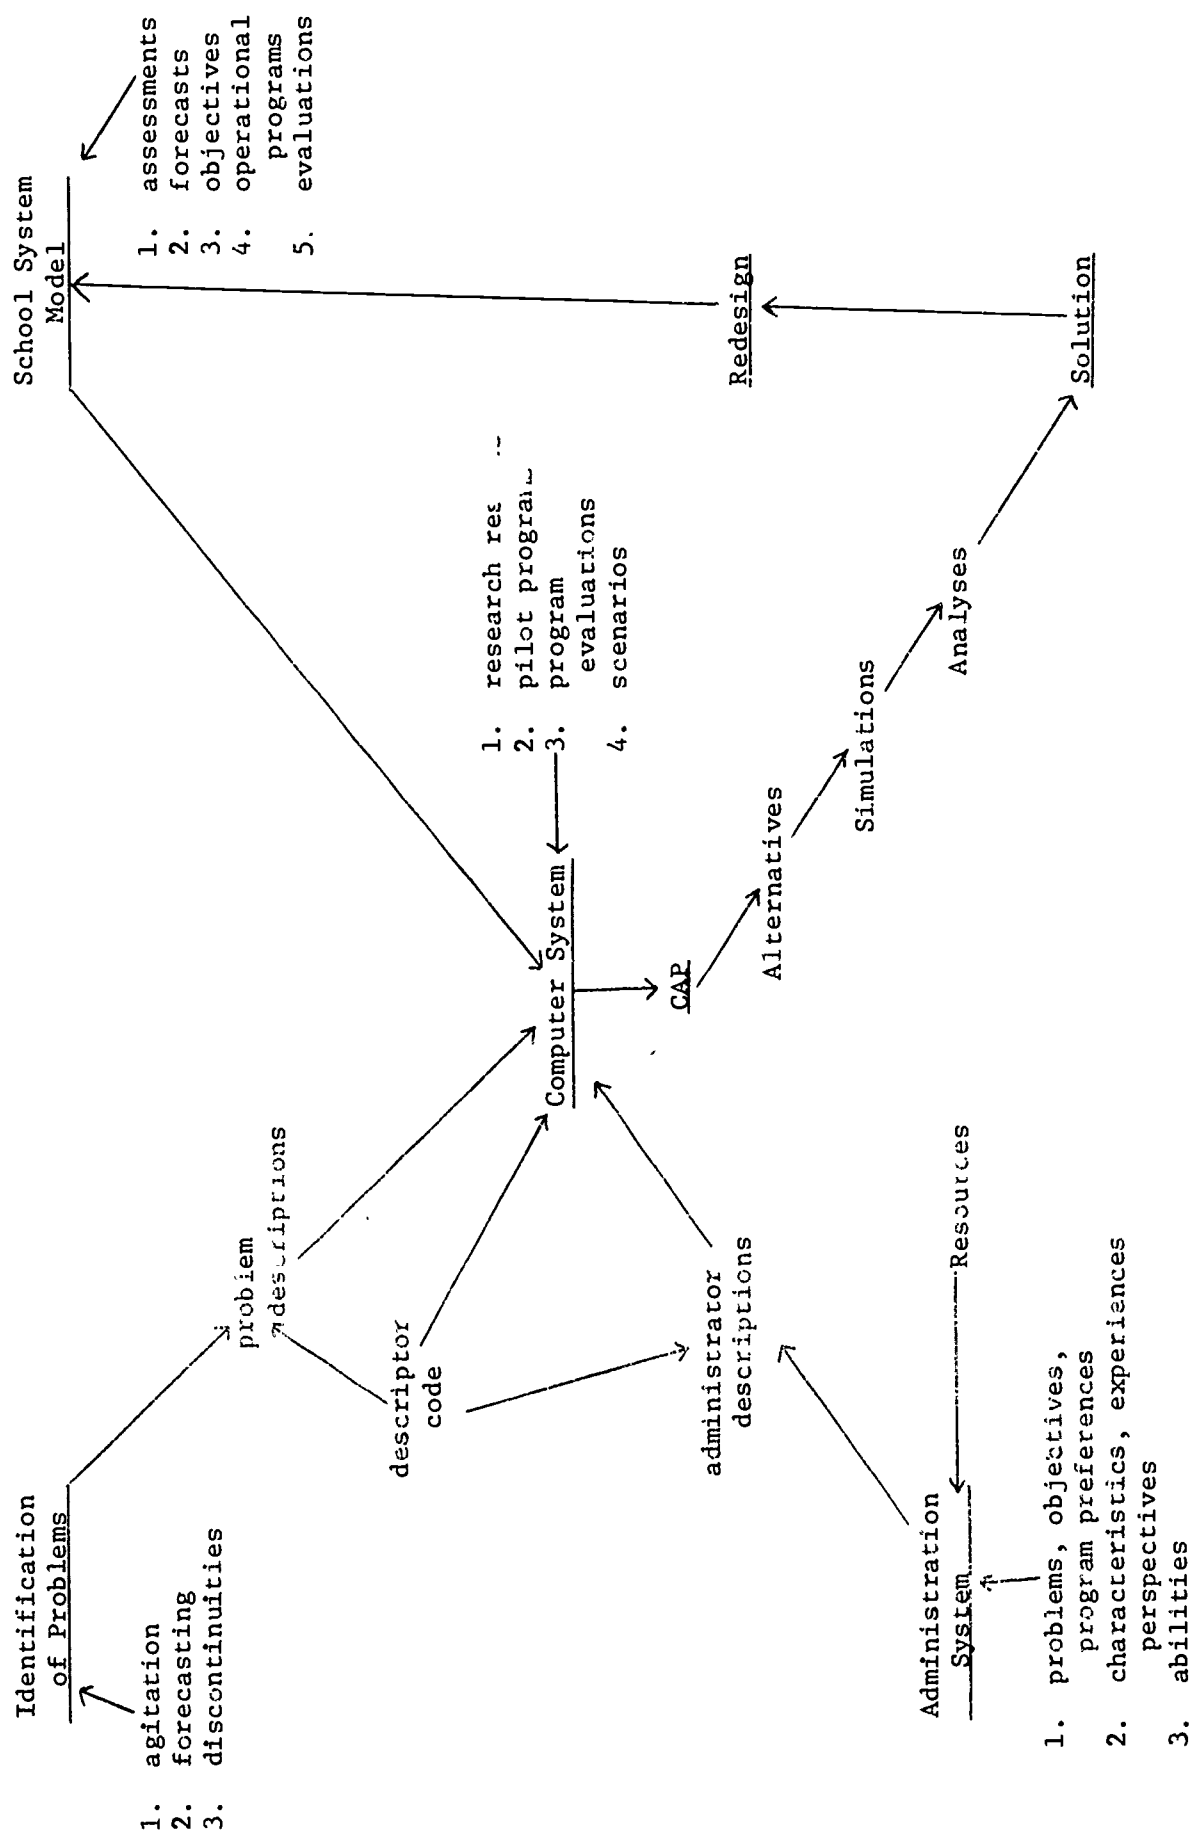 Identification
of Problems
1. agitation
2. forecasting
3. discontinuities
problem
descriptions
descriptor
code
administrator
descriptions
Administration
System
Resources
1. problems, objectives,
program preferences
2. characteristics, experiences
perspectives
3. abilities
Computer System
1. research
2. pilot
3. program
evaluations
4. scenarios
CAP
Alternatives
Simulations
Analyses
Solution
Redesign
School System
Model
1. assessments
2. forecasts
3. objectives
4. operational
programs
5. evaluations